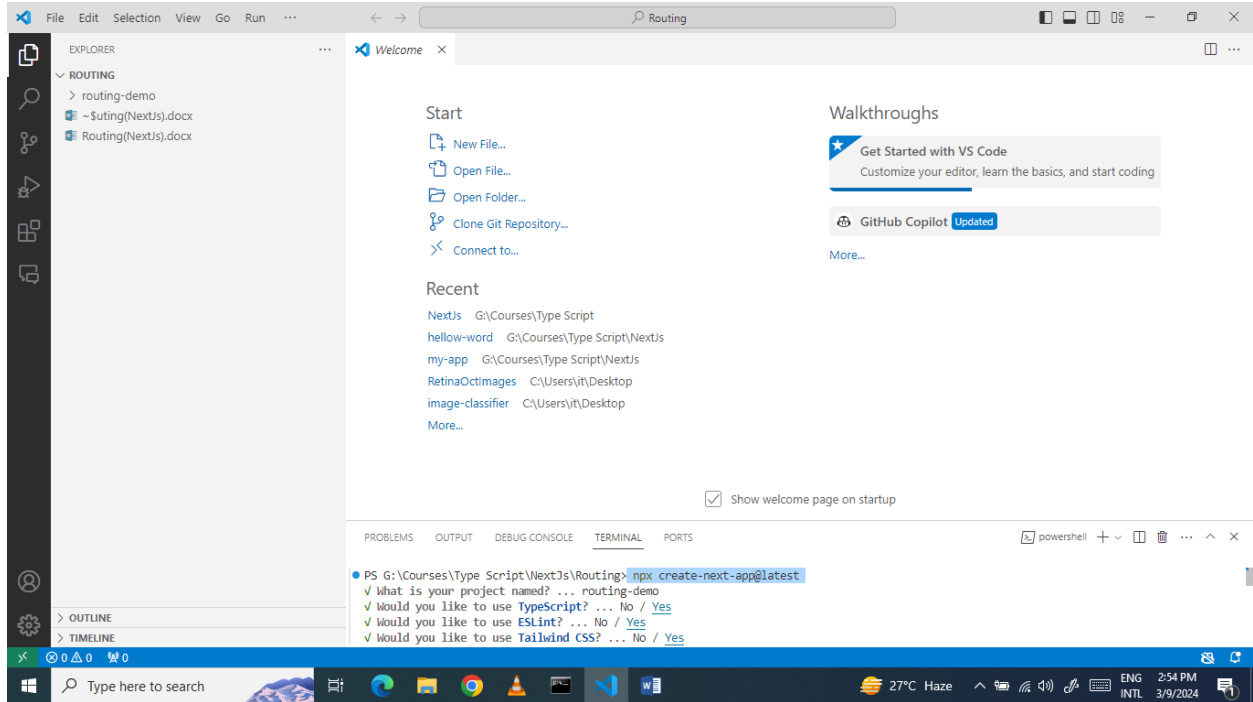 File Edit Selection View Go Run ···
Routing
EXPLORER ···
ROUTING
routing-demo
~$uting(NextJs).docx
Routing(NextJs).docx
OUTLINE
TIMELINE
Welcome
Start
New File...
Open File...
Open Folder...
Clone Git Repository...
Connect to...
Recent
NextJs G:\Courses\Type Script
hellow-word G:\Courses\Type Script\NextJs
my-app G:\Courses\Type Script\NextJs
RetinaOctImages C:\Users\it\Desktop
image-classifier C:\Users\it\Desktop
More...
Walkthroughs
Get Started with VS Code
Customize your editor, learn the basics, and start coding
GitHub Copilot Updated
More...
Show welcome page on startup
PROBLEMS OUTPUT DEBUG CONSOLE TERMINAL PORTS
powershell
PS G:\Courses\Type Script\NextJs\Routing> npx create-next-app@latest
√ What is your project named? ... routing-demo
√ Would you like to use TypeScript? ... No / Yes
√ Would you like to use ESLint? ... No / Yes
√ Would you like to use Tailwind CSS? ... No / Yes
0 0 0
Type here to search
27°C Haze
ENG
INTL
2:54 PM
3/9/2024
1